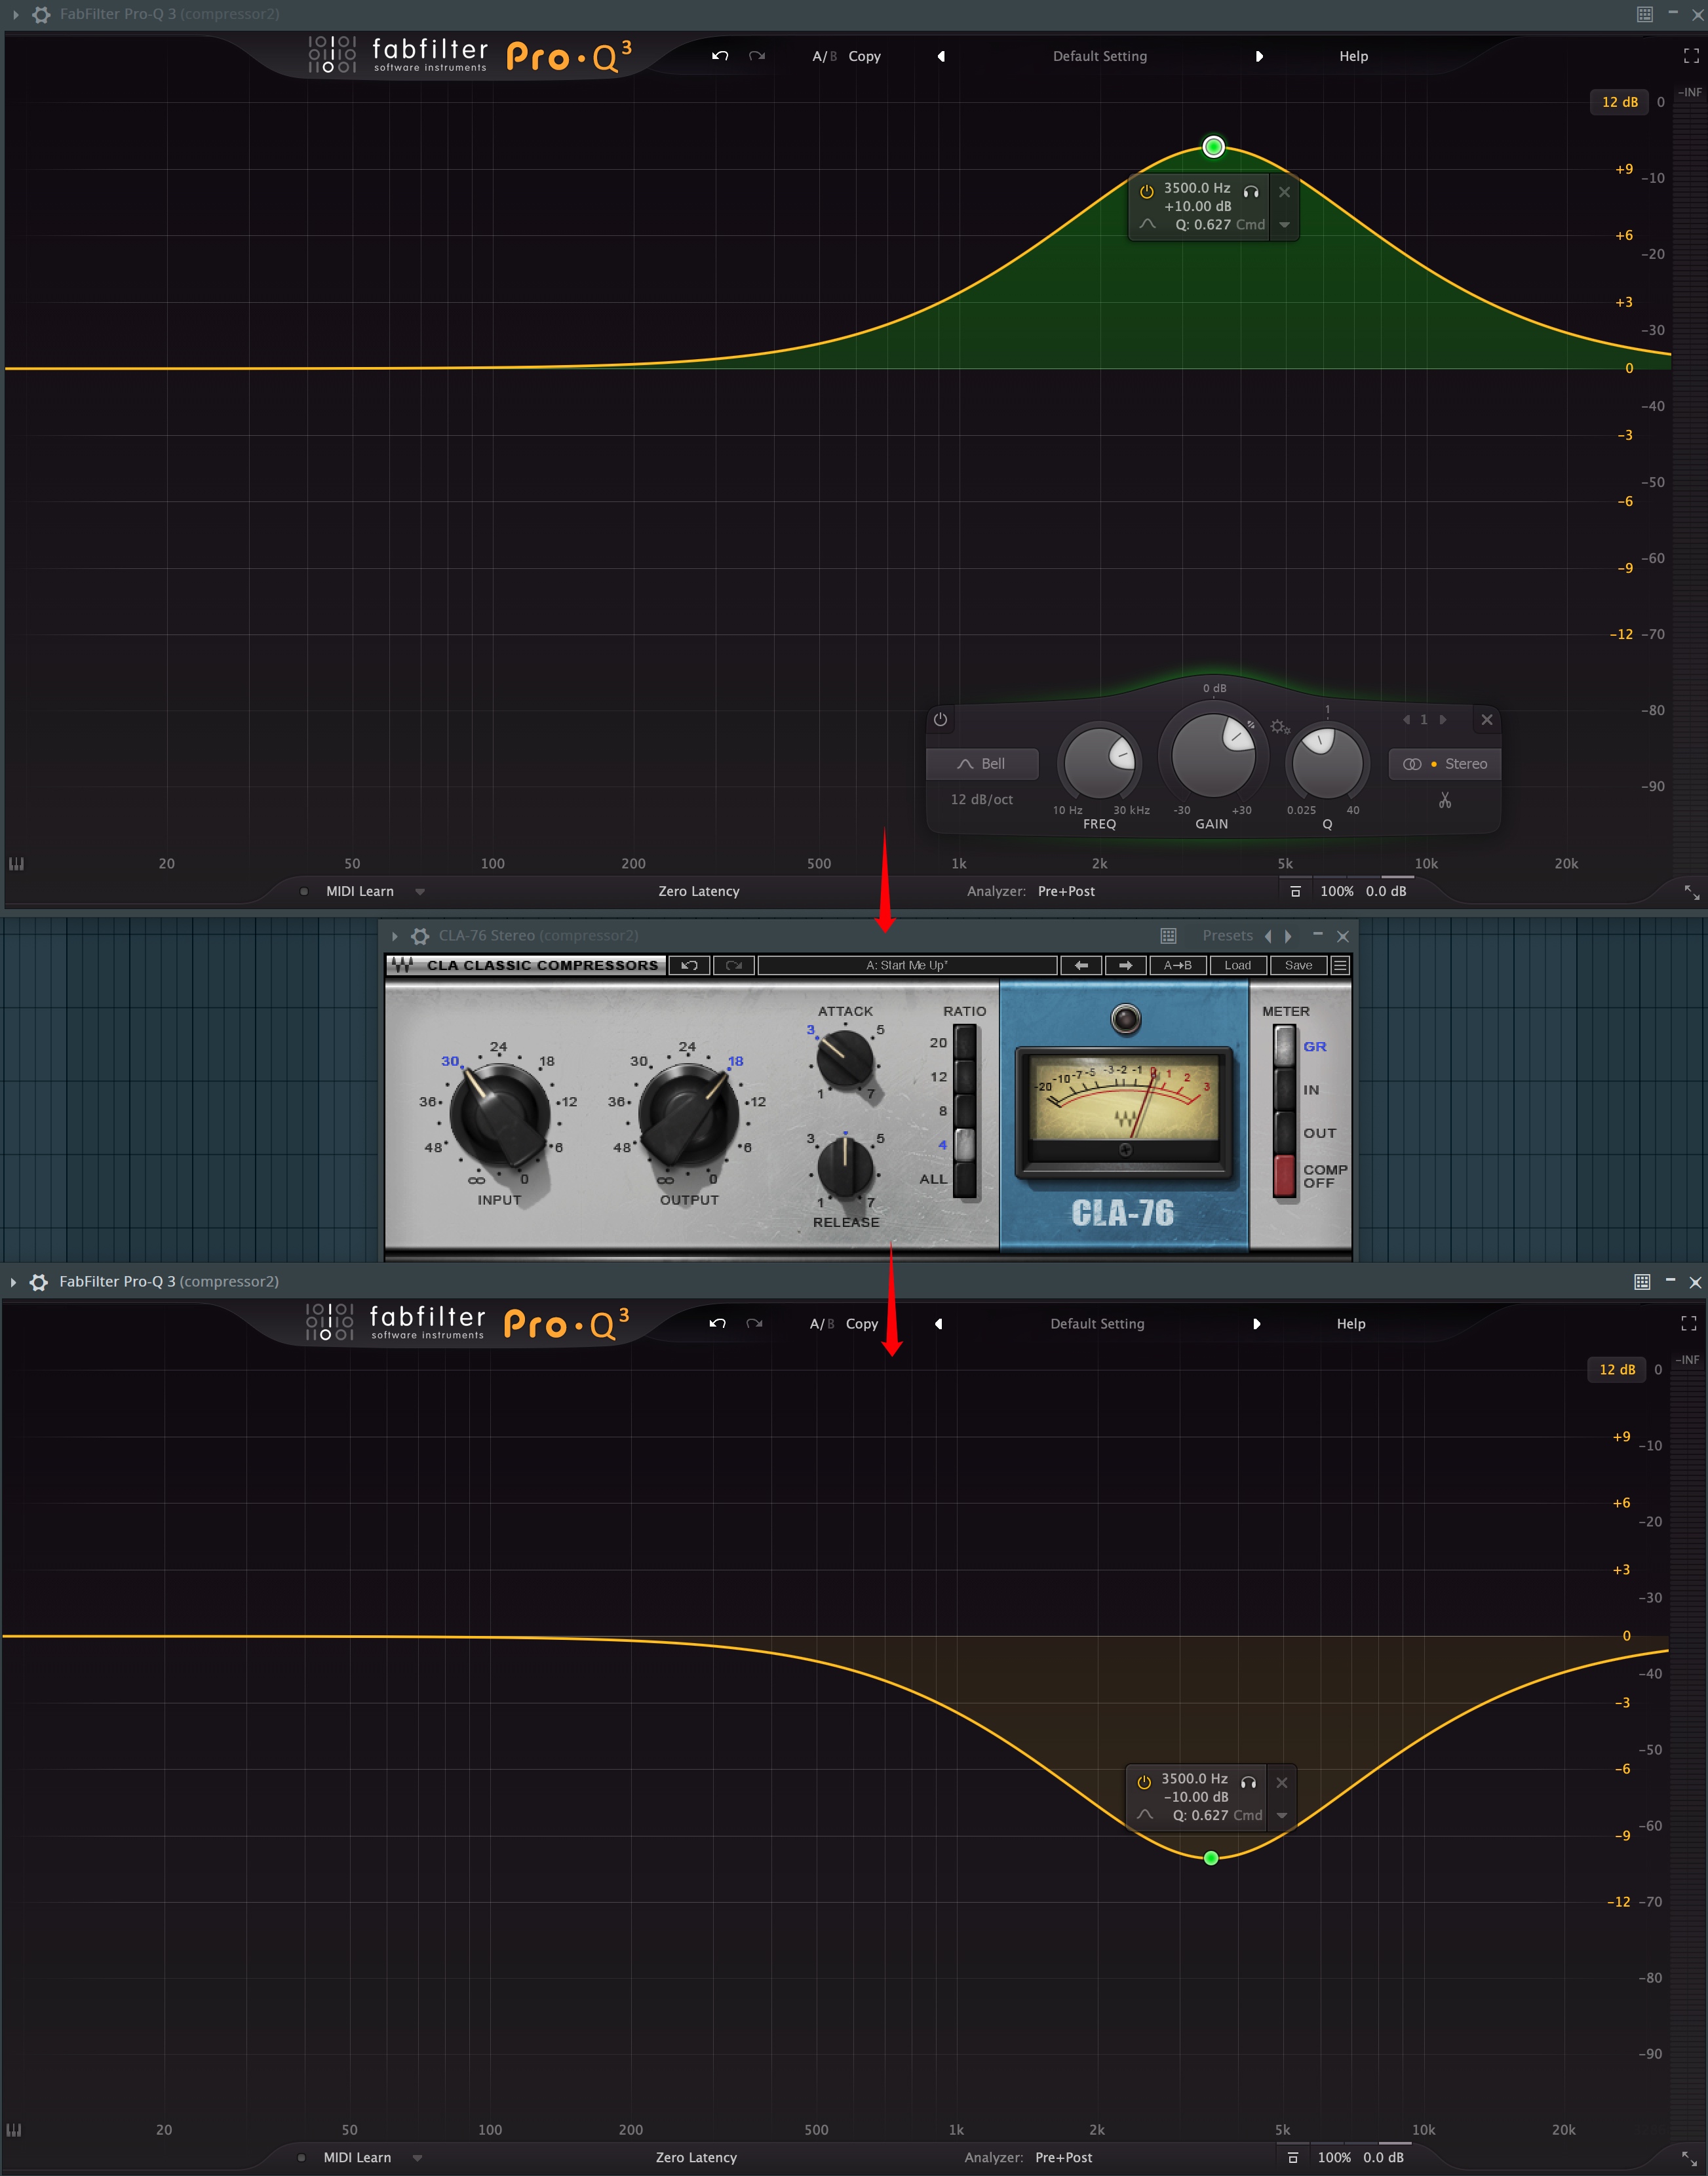 FabFilter Pro-Q 3 (compressor2)
fabfilter Pro·Q3
software instruments
A/B Copy Default Setting Help
-INF
12 dB 0
+9 -10
+6 -20
+3 -30
0
-40
-3
-50
-6
-60
-9
-12 -70
-80
-90
3500.0 Hz
+10.00 dB
Q: 0.627 Cmd
0 dB
1
1
Bell
Stereo
12 dB/oct
10 Hz 30 kHz
-30 +30
0.025 40
FREQ GAIN Q
20 50 100 200 500 1k 2k 5k 10k 20k
MIDI Learn Zero Latency Analyzer: Pre+Post 100% 0.0 dB
CLA-76 Stereo (compressor2) Presets
CLA CLASSIC COMPRESSORS A: Start Me Up* A→B Load Save
30 24 18
36 12
48 6
∞ 0
INPUT
30 24 18
36 12
48 6
∞ 0
OUTPUT
ATTACK
3 5
1 7
3 5
1 7
RELEASE
RATIO
20
12
8
4
ALL
-20 -10 -7 -5 -3 -2 -1 0 1 2 3
CLA-76
METER
GR
IN
OUT
COMP
OFF
FabFilter Pro-Q 3 (compressor2)
fabfilter Pro·Q3
software instruments
A/B Copy Default Setting Help
-INF
12 dB 0
+9 -10
+6 -20
+3 -30
0
-40
-3
-50
-6
-60
-9
-12 -70
-80
-90
3500.0 Hz
-10.00 dB
Q: 0.627 Cmd
20 50 100 200 500 1k 2k 5k 10k 20k
MIDI Learn Zero Latency Analyzer: Pre+Post 100% 0.0 dB